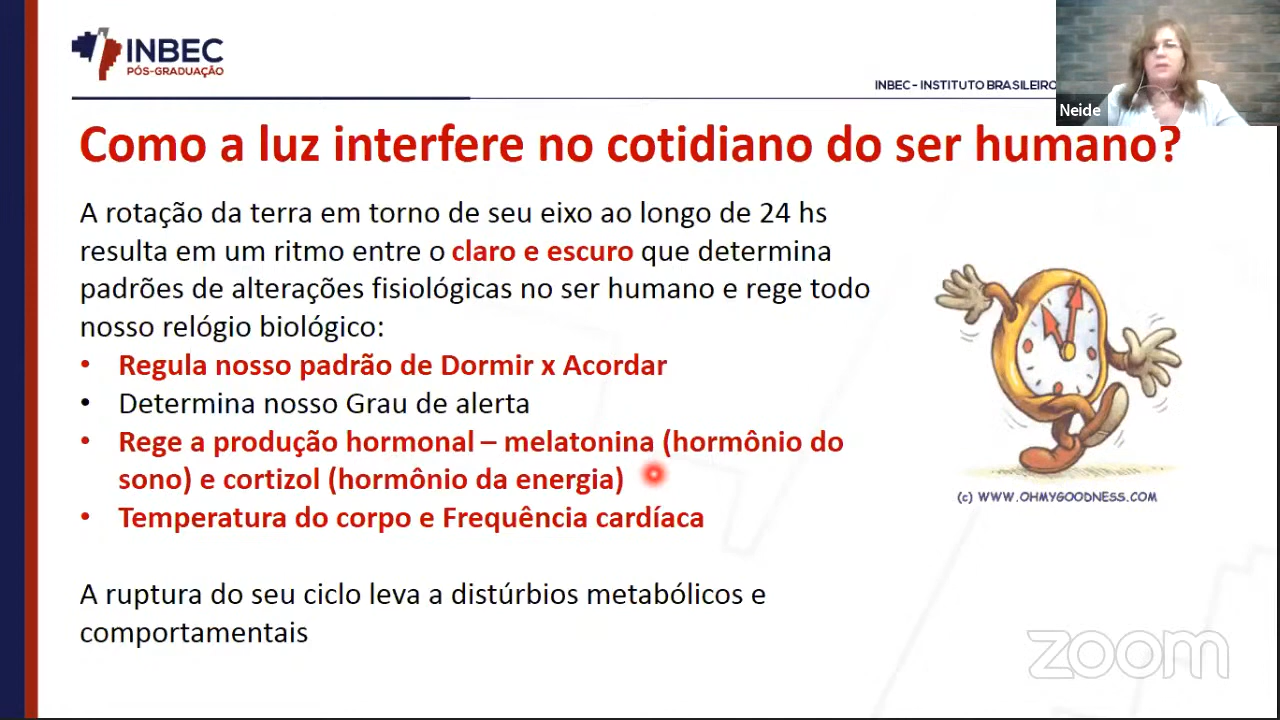 INBEC
PÓS-GRADUAÇÃO
INBEC - INSTITUTO BRASILEIRO
Neide
Como a luz interfere no cotidiano do ser humano?
A rotação da terra em torno de seu eixo ao longo de 24 hs
resulta em um ritmo entre o claro e escuro que determina
padrões de alterações fisiológicas no ser humano e rege todo
nosso relógio biológico:
• Regula nosso padrão de Dormir x Acordar
• Determina nosso Grau de alerta
• Rege a produção hormonal – melatonina (hormônio do
sono) e cortizol (hormônio da energia)
• Temperatura do corpo e Frequência cardíaca
(c) WWW.OHMYGOODNESS.COM
A ruptura do seu ciclo leva a distúrbios metabólicos e
comportamentais
zoom